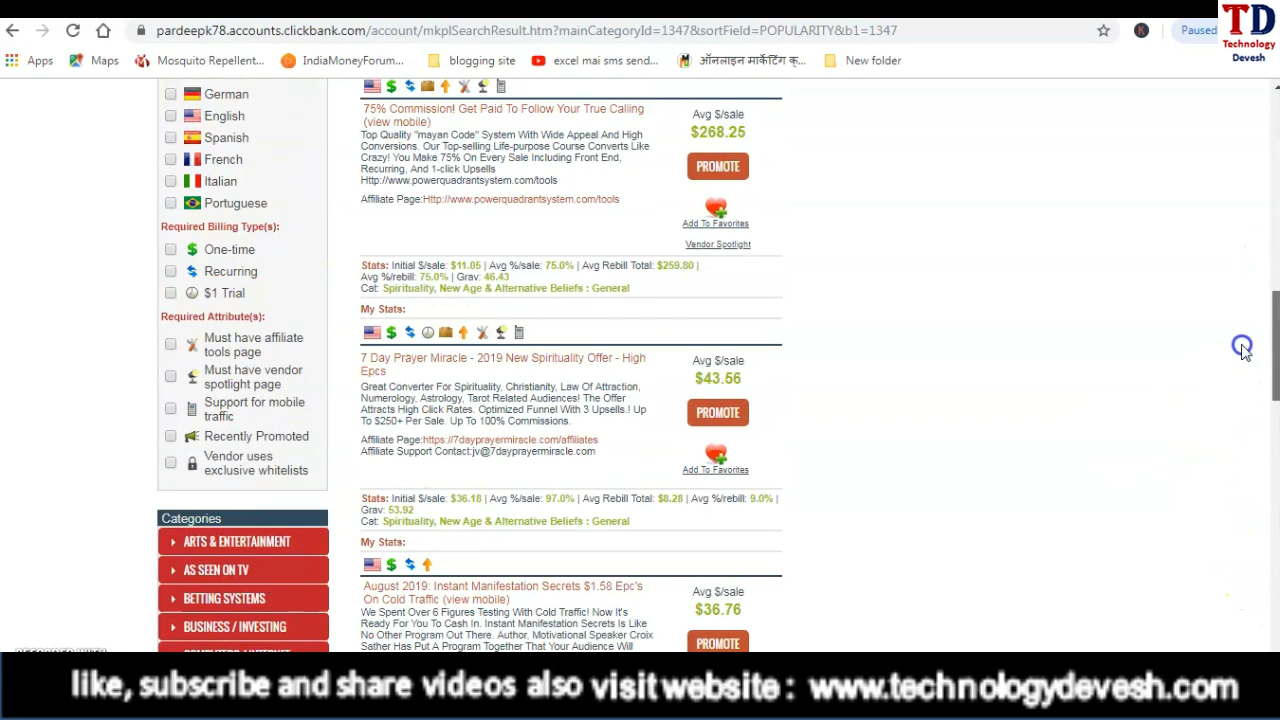 pardeepk78.accounts.clickbank.com/account/mkplSearchResult.htm?mainCategoryId=1347&sortField=POPULARITY&b1=1347
Paused
TD
Technology
Devesh
Apps
Maps
Mosquito Repellent...
IndiaMoneyForum...
blogging site
excel mai sms send...
ऑनलाइन मार्केटिंग क्...
New folder
German
English
Spanish
French
Italian
Portuguese
Required Billing Type(s):
One-time
Recurring
$1 Trial
Required Attribute(s):
Must have affiliate
tools page
Must have vendor
spotlight page
Support for mobile
traffic
Recently Promoted
Vendor uses
exclusive whitelists
Categories
ARTS & ENTERTAINMENT
AS SEEN ON TV
BETTING SYSTEMS
BUSINESS / INVESTING
75% Commission! Get Paid To Follow Your True Calling
(view mobile)
Top Quality "mayan Code" System With Wide Appeal And High
Conversions. Our Top-selling Life-purpose Course Converts Like
Crazy! You Make 75% On Every Sale Including Front End,
Recurring, And 1-click Upsells
Http://www.powerquadrantsystem.com/tools
Affiliate Page:Http://www.powerquadrantsystem.com/tools
Avg $/sale
$268.25
PROMOTE
Add To Favorites
Vendor Spotlight
Stats: Initial $/sale: $11.05 | Avg %/sale: 75.0% | Avg Rebill Total: $259.80 |
Avg %/rebill: 75.0% | Grav: 46.43
Cat: Spirituality, New Age & Alternative Beliefs : General
My Stats:
7 Day Prayer Miracle - 2019 New Spirituality Offer - High
Epcs
Great Converter For Spirituality, Christianity, Law Of Attraction,
Numerology, Astrology, Tarot Related Audiences! The Offer
Attracts High Click Rates. Optimized Funnel With 3 Upsells.! Up
To $250+ Per Sale. Up To 100% Commissions.
Affiliate Page:https://7dayprayermiracle.com/affiliates
Affiliate Support Contact:jv@7dayprayermiracle.com
Avg $/sale
$43.56
PROMOTE
Add To Favorites
Stats: Initial $/sale: $36.18 | Avg %/sale: 97.0% | Avg Rebill Total: $8.28 | Avg %/rebill: 9.0% |
Grav: 53.92
Cat: Spirituality, New Age & Alternative Beliefs : General
My Stats:
August 2019: Instant Manifestation Secrets $1.58 Epc's
On Cold Traffic (view mobile)
We Spent Over 6 Figures Testing With Cold Traffic! Now It's
Ready For You To Cash In. Instant Manifestation Secrets Is Like
No Other Program Out There. Author, Motivational Speaker Croix
Sather Has Put A Program Together That Your Audience Will
Avg $/sale
$36.76
PROMOTE
like, subscribe and share videos also visit website : www.technologydevesh.com